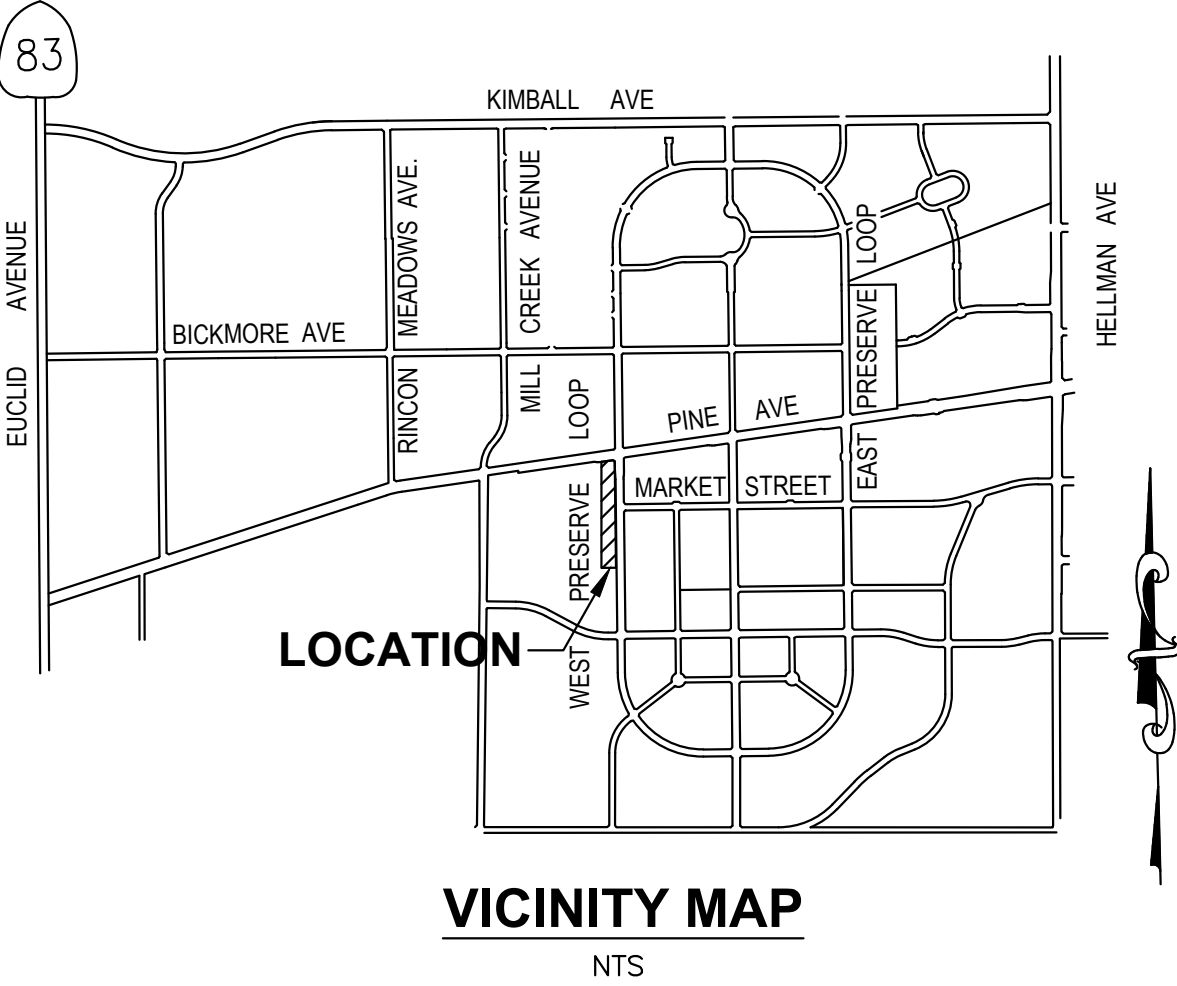 83
KIMBALL AVE
EUCLID AVENUE
RINCON MEADOWS AVE.
MILL CREEK AVENUE
BICKMORE AVE
WEST PRESERVE LOOP
PINE AVE
EAST PRESERVE LOOP
HELLMAN AVE
MARKET STREET
LOCATION
VICINITY MAP
NTS